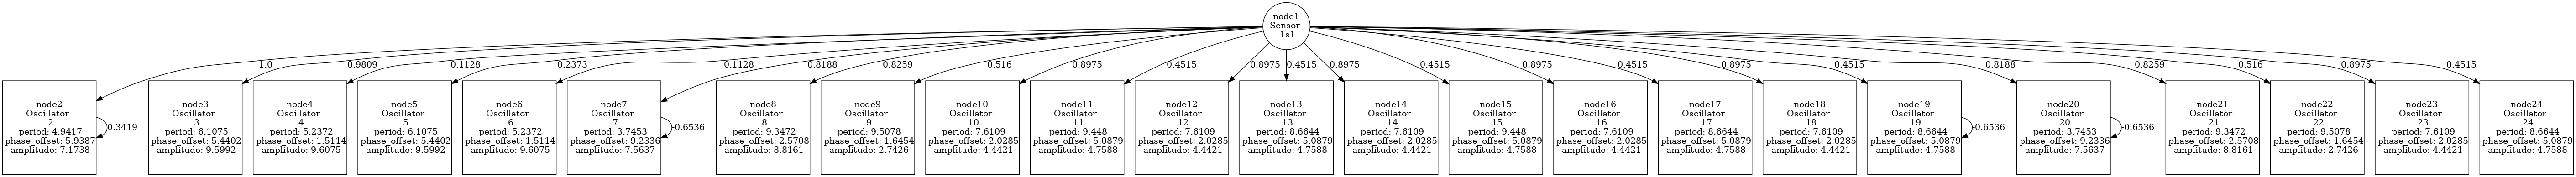 node1
Sensor
1s1
1.0
0.9809
-0.1128
-0.2373
-0.1128
-0.8188
-0.8259
0.516
0.8975
0.4515
0.8975
0.4515
0.8975
0.4515
0.8975
0.4515
0.8975
0.4515
-0.8188
-0.8259
0.516
0.8975
0.4515
node2
Oscillator
2
period: 4.9417
phase_offset: 5.9387
amplitude: 7.1738
0.3419
node3
Oscillator
3
period: 6.1075
phase_offset: 5.4402
amplitude: 9.5992
node4
Oscillator
4
period: 5.2372
phase_offset: 1.5114
amplitude: 9.6075
node5
Oscillator
5
period: 6.1075
phase_offset: 5.4402
amplitude: 9.5992
node6
Oscillator
6
period: 5.2372
phase_offset: 1.5114
amplitude: 9.6075
node7
Oscillator
7
period: 3.7453
phase_offset: 9.2336
amplitude: 7.5637
-0.6536
node8
Oscillator
8
period: 9.3472
phase_offset: 2.5708
amplitude: 8.8161
node9
Oscillator
9
period: 9.5078
phase_offset: 1.6454
amplitude: 2.7426
node10
Oscillator
10
period: 7.6109
phase_offset: 2.0285
amplitude: 4.4421
node11
Oscillator
11
period: 9.448
phase_offset: 5.0879
amplitude: 4.7588
node12
Oscillator
12
period: 7.6109
phase_offset: 2.0285
amplitude: 4.4421
node13
Oscillator
13
period: 8.6644
phase_offset: 5.0879
amplitude: 4.7588
node14
Oscillator
14
period: 7.6109
phase_offset: 2.0285
amplitude: 4.4421
node15
Oscillator
15
period: 9.448
phase_offset: 5.0879
amplitude: 4.7588
node16
Oscillator
16
period: 7.6109
phase_offset: 2.0285
amplitude: 4.4421
node17
Oscillator
17
period: 8.6644
phase_offset: 5.0879
amplitude: 4.7588
node18
Oscillator
18
period: 7.6109
phase_offset: 2.0285
amplitude: 4.4421
node19
Oscillator
19
period: 8.6644
phase_offset: 5.0879
amplitude: 4.7588
-0.6536
node20
Oscillator
20
period: 3.7453
phase_offset: 9.2336
amplitude: 7.5637
-0.6536
node21
Oscillator
21
period: 9.3472
phase_offset: 2.5708
amplitude: 8.8161
node22
Oscillator
22
period: 9.5078
phase_offset: 1.6454
amplitude: 2.7426
node23
Oscillator
23
period: 7.6109
phase_offset: 2.0285
amplitude: 4.4421
node24
Oscillator
24
period: 8.6644
phase_offset: 5.0879
amplitude: 4.7588